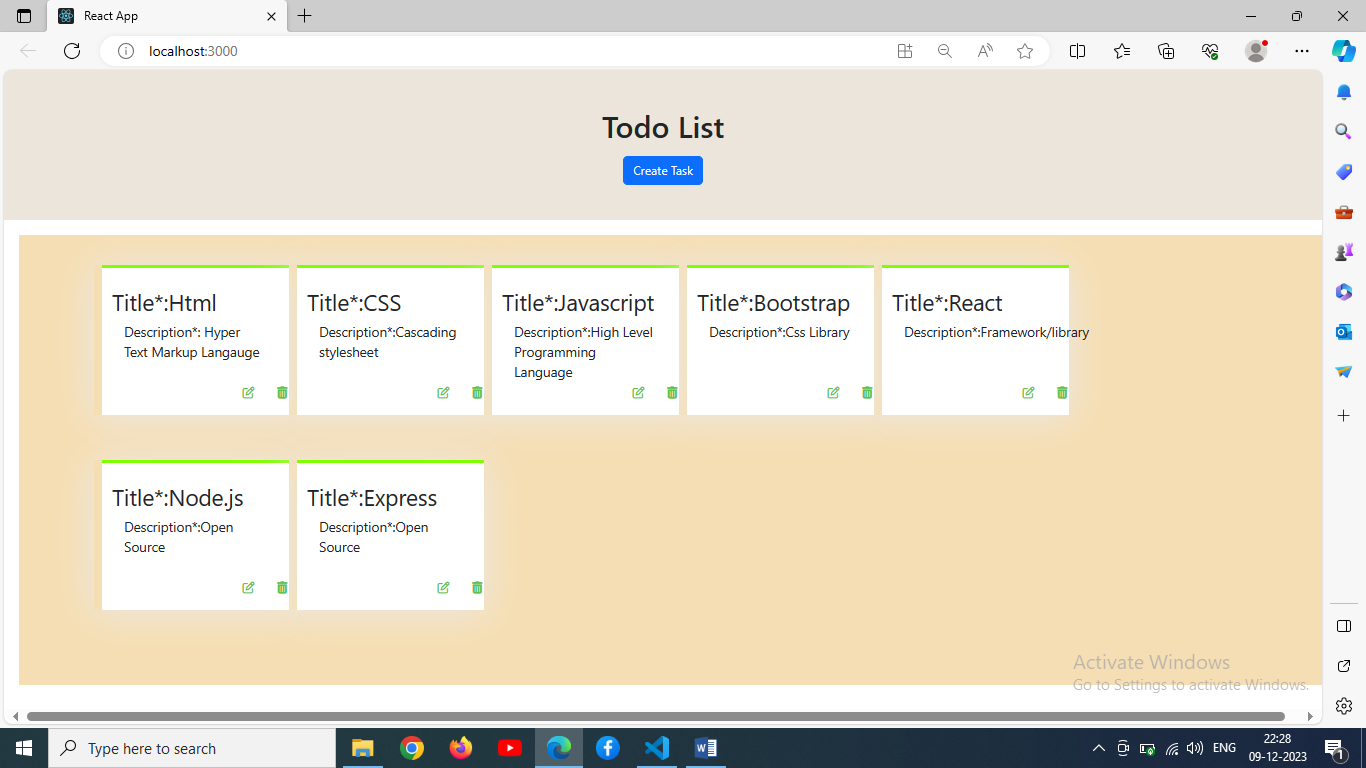 React App
localhost:3000
Todo List
Create Task
Title*:Html
Description*: Hyper
Text Markup Langauge
Title*:CSS
Description*:Cascading
stylesheet
Title*:Javascript
Description*:High Level
Programming
Language
Title*:Bootstrap
Description*:Css Library
Title*:React
Description*:Framework/library
Title*:Node.js
Description*:Open
Source
Title*:Express
Description*:Open
Source
Activate Windows
Go to Settings to activate Windows.
Type here to search
ENG
22:28
09-12-2023
1